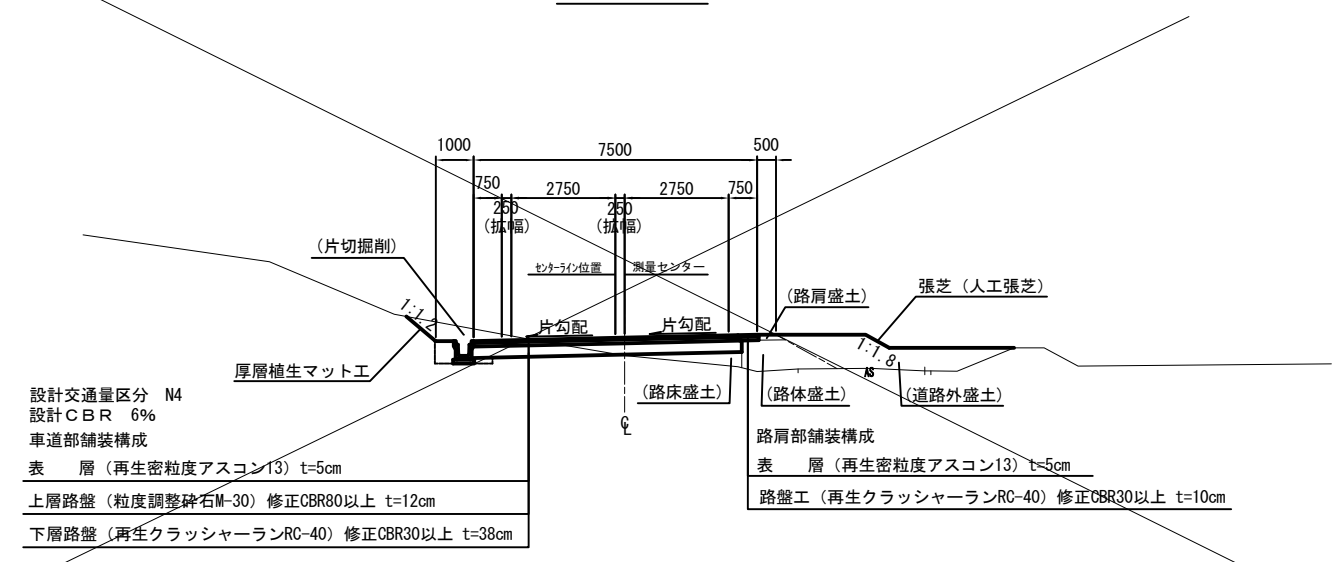 1000
7500
500
750
2750
2750
750
250
(拡幅)
250
(拡幅)
(片切掘削)
センターライン位置
測量センター
(路肩盛土)
張芝（人工張芝）
1:1.2
片勾配
片勾配
1:1.8
AS
厚層植生マット工
(路床盛土)
(路体盛土)
(道路外盛土)
設計交通量区分　N4
設計ＣＢＲ　6%
車道部舗装構成
表　　層（再生密粒度アスコン13）t=5cm
上層路盤（粒度調整砕石M-30）修正CBR80以上 t=12cm
下層路盤（再生クラッシャーランRC-40）修正CBR30以上 t=38cm
CL
路肩部舗装構成
表　　層（再生密粒度アスコン13）t=5cm
路盤工（再生クラッシャーランRC-40）修正CBR30以上 t=10cm